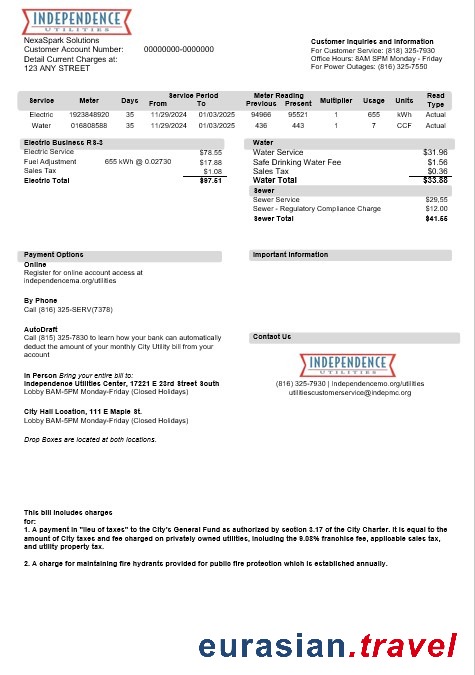 INDEPENDENCE
UTILITIES
NexaSpark Solutions
Customer Account Number: 00000000-0000000
Detail Current Charges at:
123 ANY STREET
Customer Inquiries and Information
For Customer Service: (818) 325-7930
Office Hours: 8AM SPM Monday - Friday
For Power Outages: (816) 325-7550
Service Meter Days Service Period From To Meter Reading Previous Present Multiplier Usage Units Read Type
Electric 1923848920 35 11/29/2024 01/03/2025 94966 95521 1 655 kWh Actual
Water 016808588 35 11/29/2024 01/03/2025 436 443 1 7 CCF Actual
Electric Business RS-3
Electric Service $78.55
Fuel Adjustment 655 kWh @ 0.02730 $17.88
Sales Tax $1.08
Electric Total $97.51
Water
Water Service $31.96
Safe Drinking Water Fee $1.56
Sales Tax $0.36
Water Total $33.88
Sewer
Sewer Service $29,55
Sewer - Regulatory Compliance Charge $12.00
Sewer Total $41.55
Payment Options
Online
Register for online account access at
independencema.org/utilities
By Phone
Call (816) 325-SERV(7378)
AutoDraft
Call (815) 325-7830 to learn how your bank can automatically
deduct the amount of your monthly City Utility bill from your
account
In Person Bring your entire bill to:
Independence Utilities Center, 17221 E 23rd Street South
Lobby BAM-5PM Monday-Friday (Closed Holidays)
City Hall Location, 111 E Maple St.
Lobby BAM-5PM Monday-Friday (Closed Holidays)
Drop Boxes are located at both locations.
Important Information
Contact Us
INDEPENDENCE
UTILITIES
(816) 325-7930 | Independencemo.org/utilities
utilitiescustomerservice@indepmc.org
This bill includes charges
for:
1. A payment in "lieu of taxes" to the City's General Fund as authorized by section 3.17 of the City Charter. It is equal to the
amount of City taxes and fee charged on privately owned utilities, including the 9.08% franchise fee, applicable sales tax,
and utility property tax.
2. A charge for maintaining fire hydrants provided for public fire protection which is established annually.
eurasian.travel